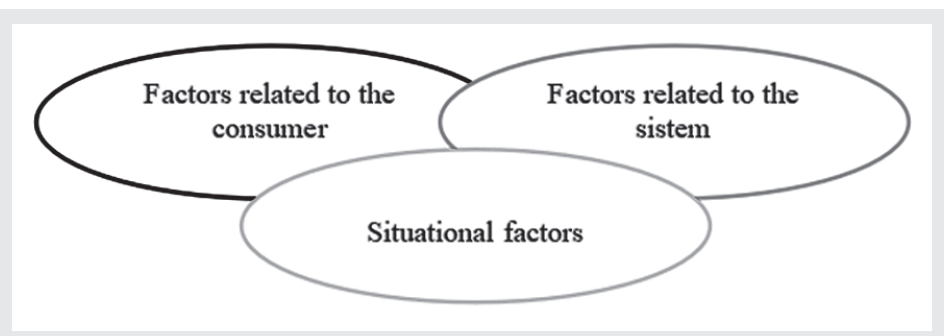 Factors related to the
consumer
Factors related to the
sistem
Situational factors